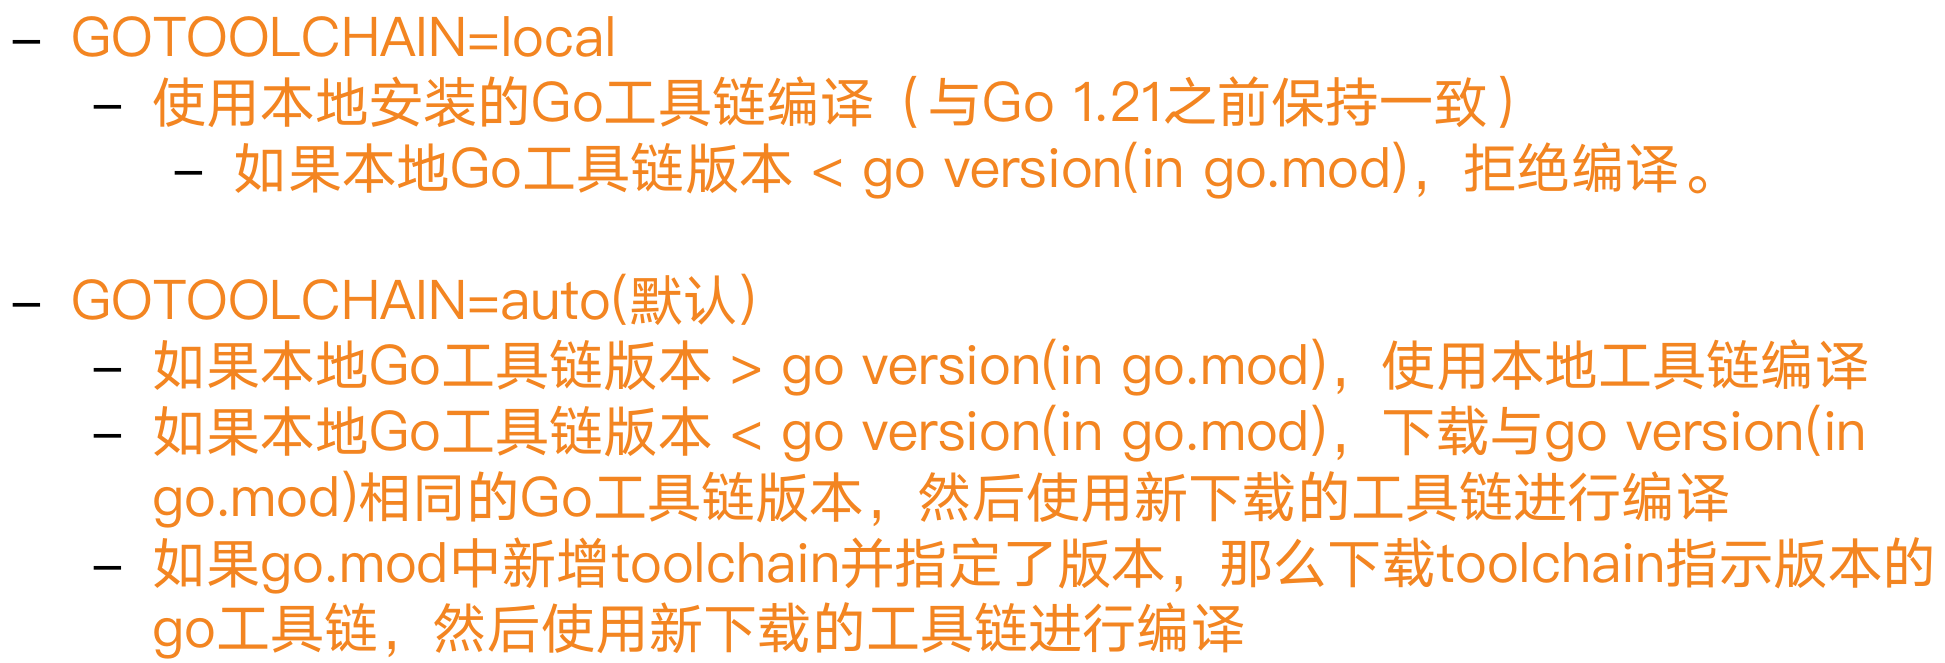 – GOTOOLCHAIN=local
– 使用本地安装的Go工具链编译（与Go 1.21之前保持一致）
– 如果本地Go工具链版本 < go version(in go.mod)，拒绝编译。
– GOTOOLCHAIN=auto(默认)
– 如果本地Go工具链版本 > go version(in go.mod)，使用本地工具链编译
– 如果本地Go工具链版本 < go version(in go.mod)，下载与go version(in
go.mod)相同的Go工具链版本，然后使用新下载的工具链进行编译
– 如果go.mod中新增toolchain并指定了版本，那么下载toolchain指示版本的
go工具链，然后使用新下载的工具链进行编译